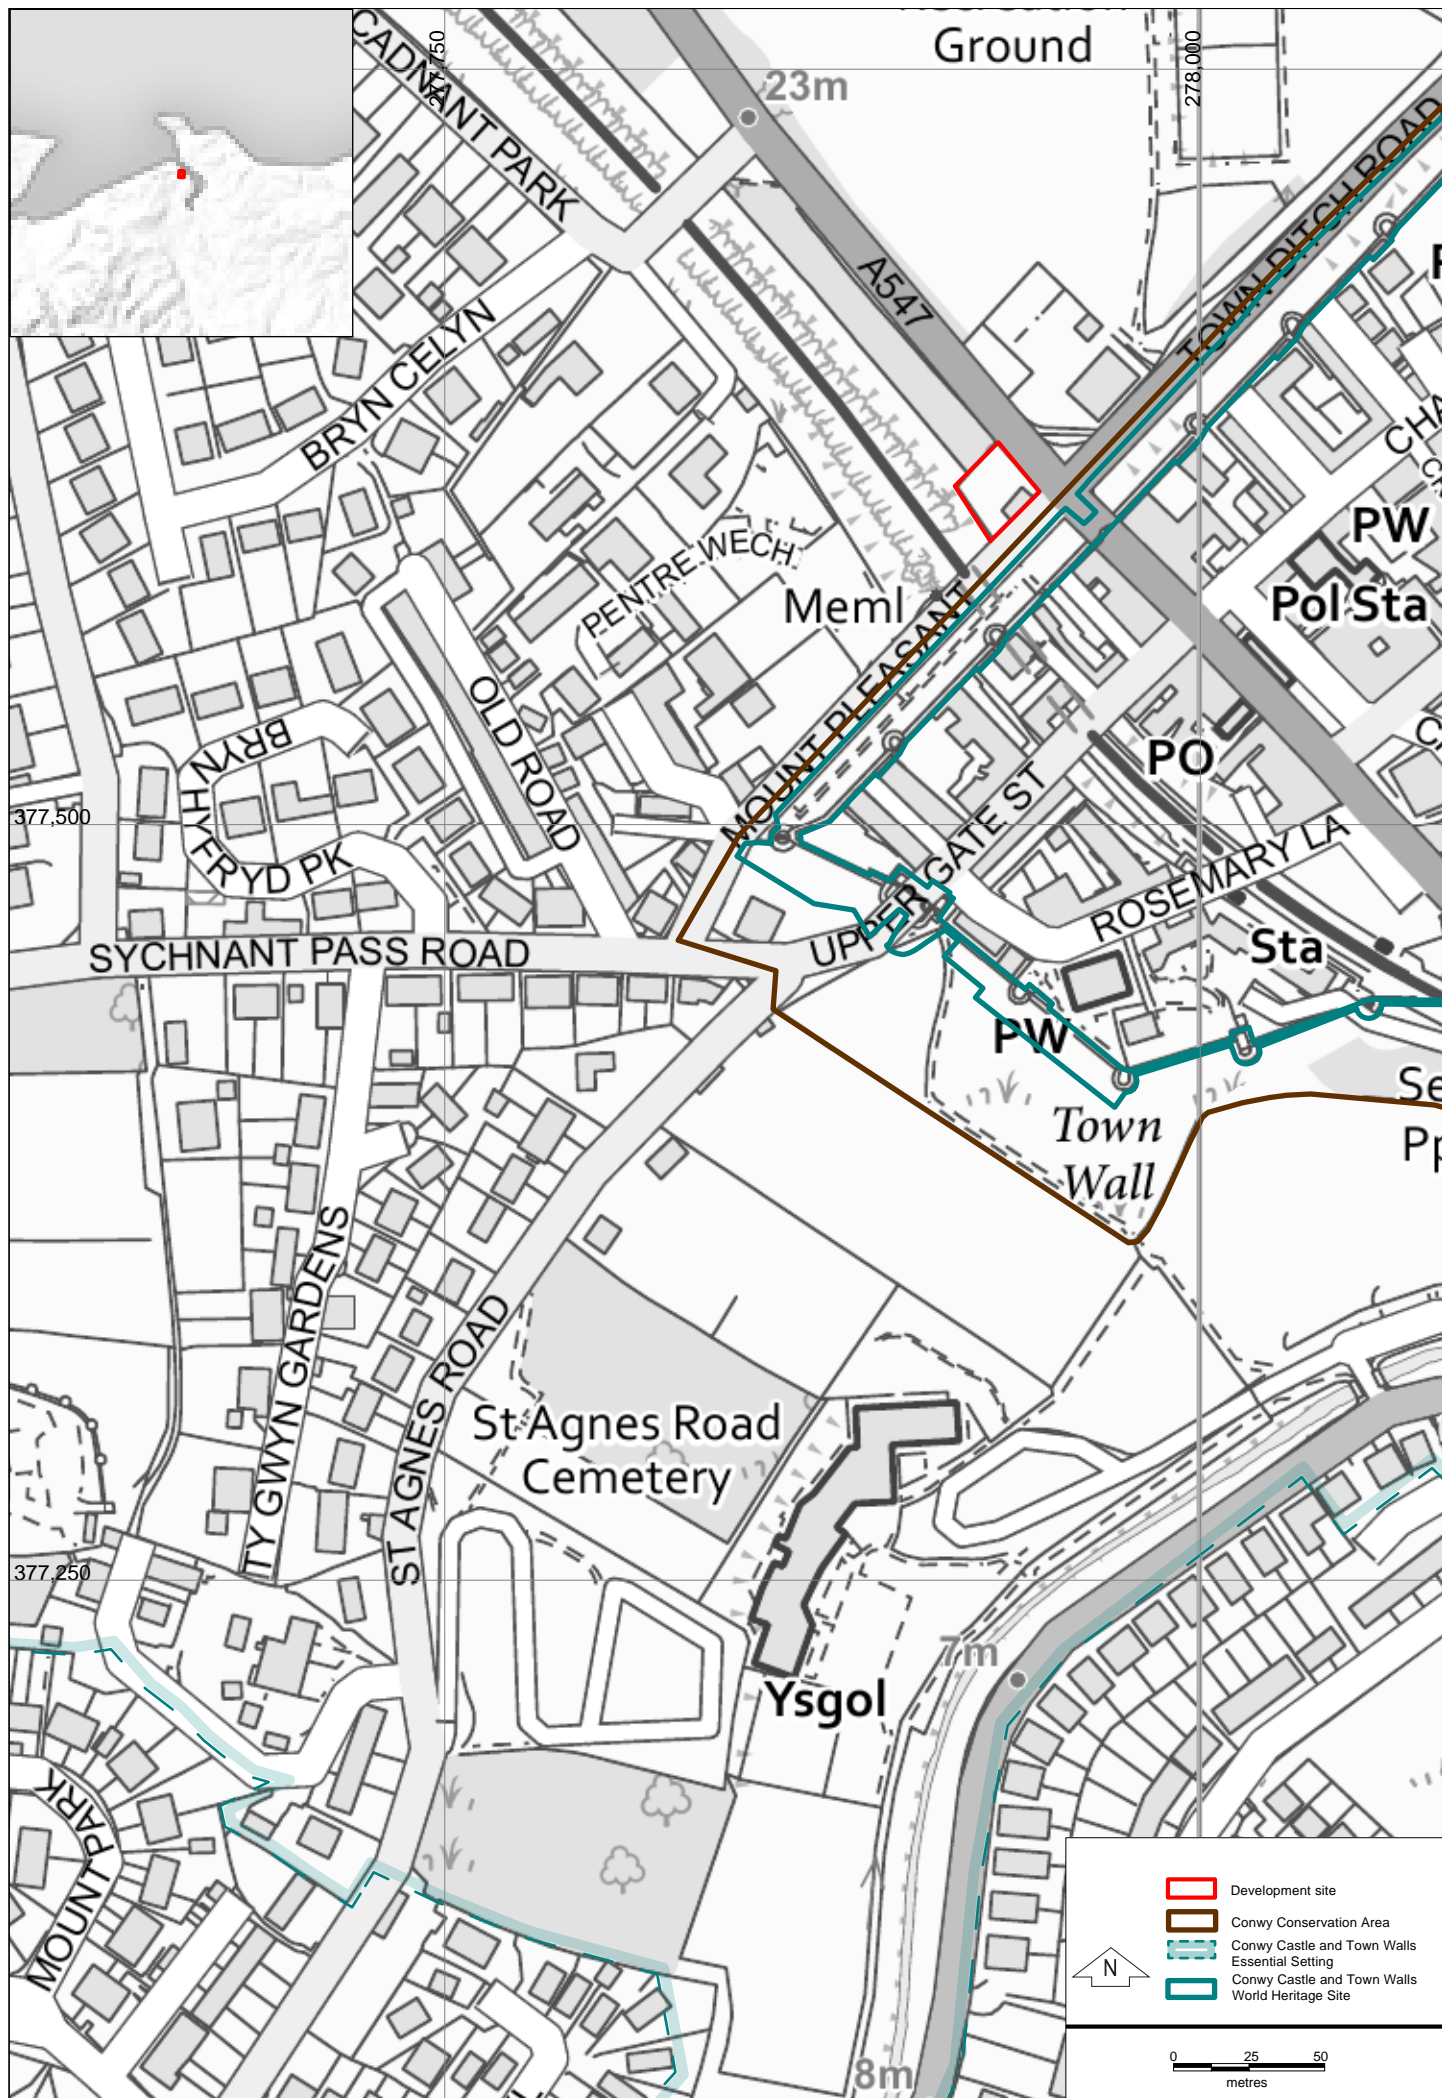 Ground
CADNANT PARK
277,750
23m
278,000
TOWN DITCH ROAD
A547
BRYN CELYN
PW
Pol Sta
PENTRE WECH
Meml
MOUNT PLEASANT
OLD ROAD
BRYN
HYFRYD PK
PO
UPPER GATE ST
ROSEMARY LA
377,500
SYCHNANT PASS ROAD
Sta
PW
Town
Wall
TY GWYN GARDENS
ST AGNES ROAD
St Agnes Road
Cemetery
377,250
7m
Ysgol
MOUNT PARK
8m
Development site
Conwy Conservation Area
Conwy Castle and Town Walls
Essential Setting
Conwy Castle and Town Walls
World Heritage Site
N
0 25 50
metres